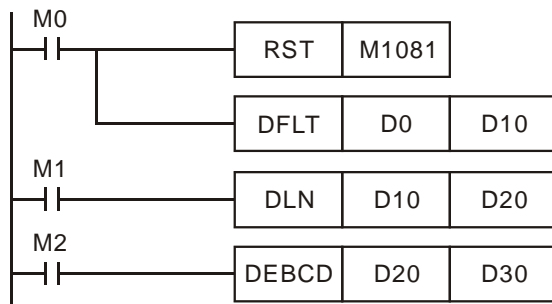 M0
RST M1081
DFLT D0 D10
M1
DLN D10 D20
M2
DEBCD D20 D30